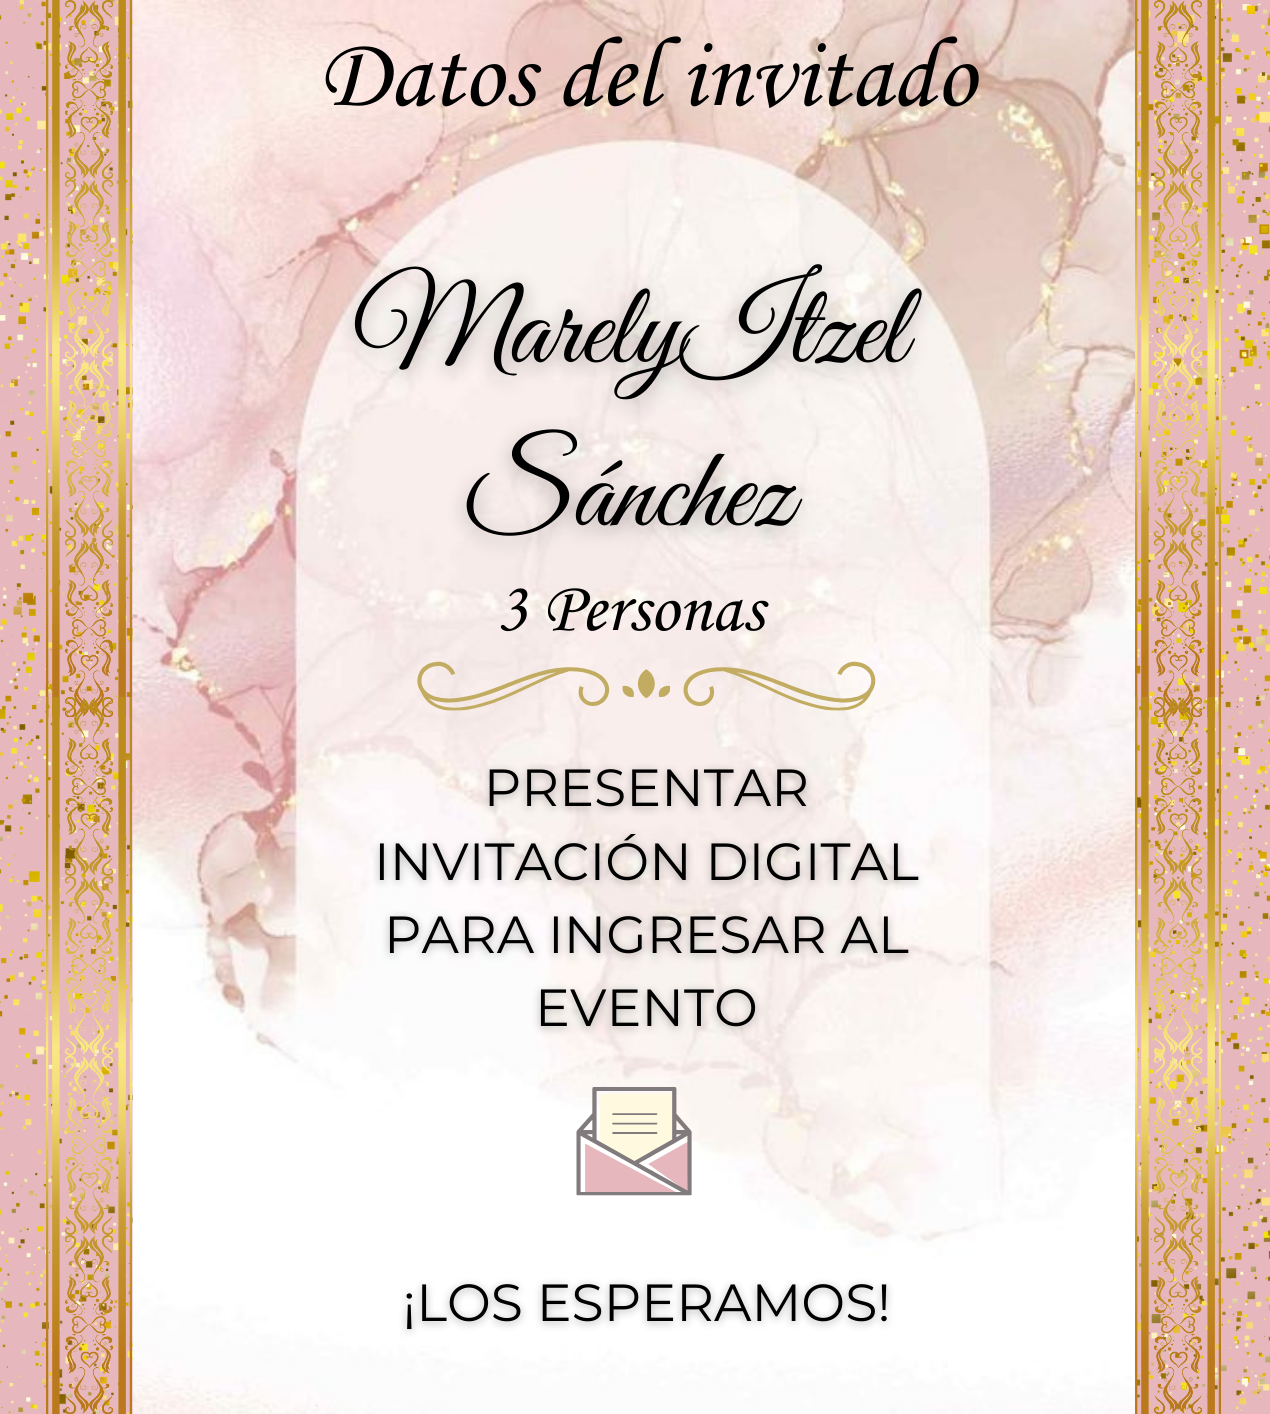 Datos del invitado
Marely Itzel
Sánchez
3 Personas
PRESENTAR
INVITACIÓN DIGITAL
PARA INGRESAR AL
EVENTO
¡LOS ESPERAMOS!